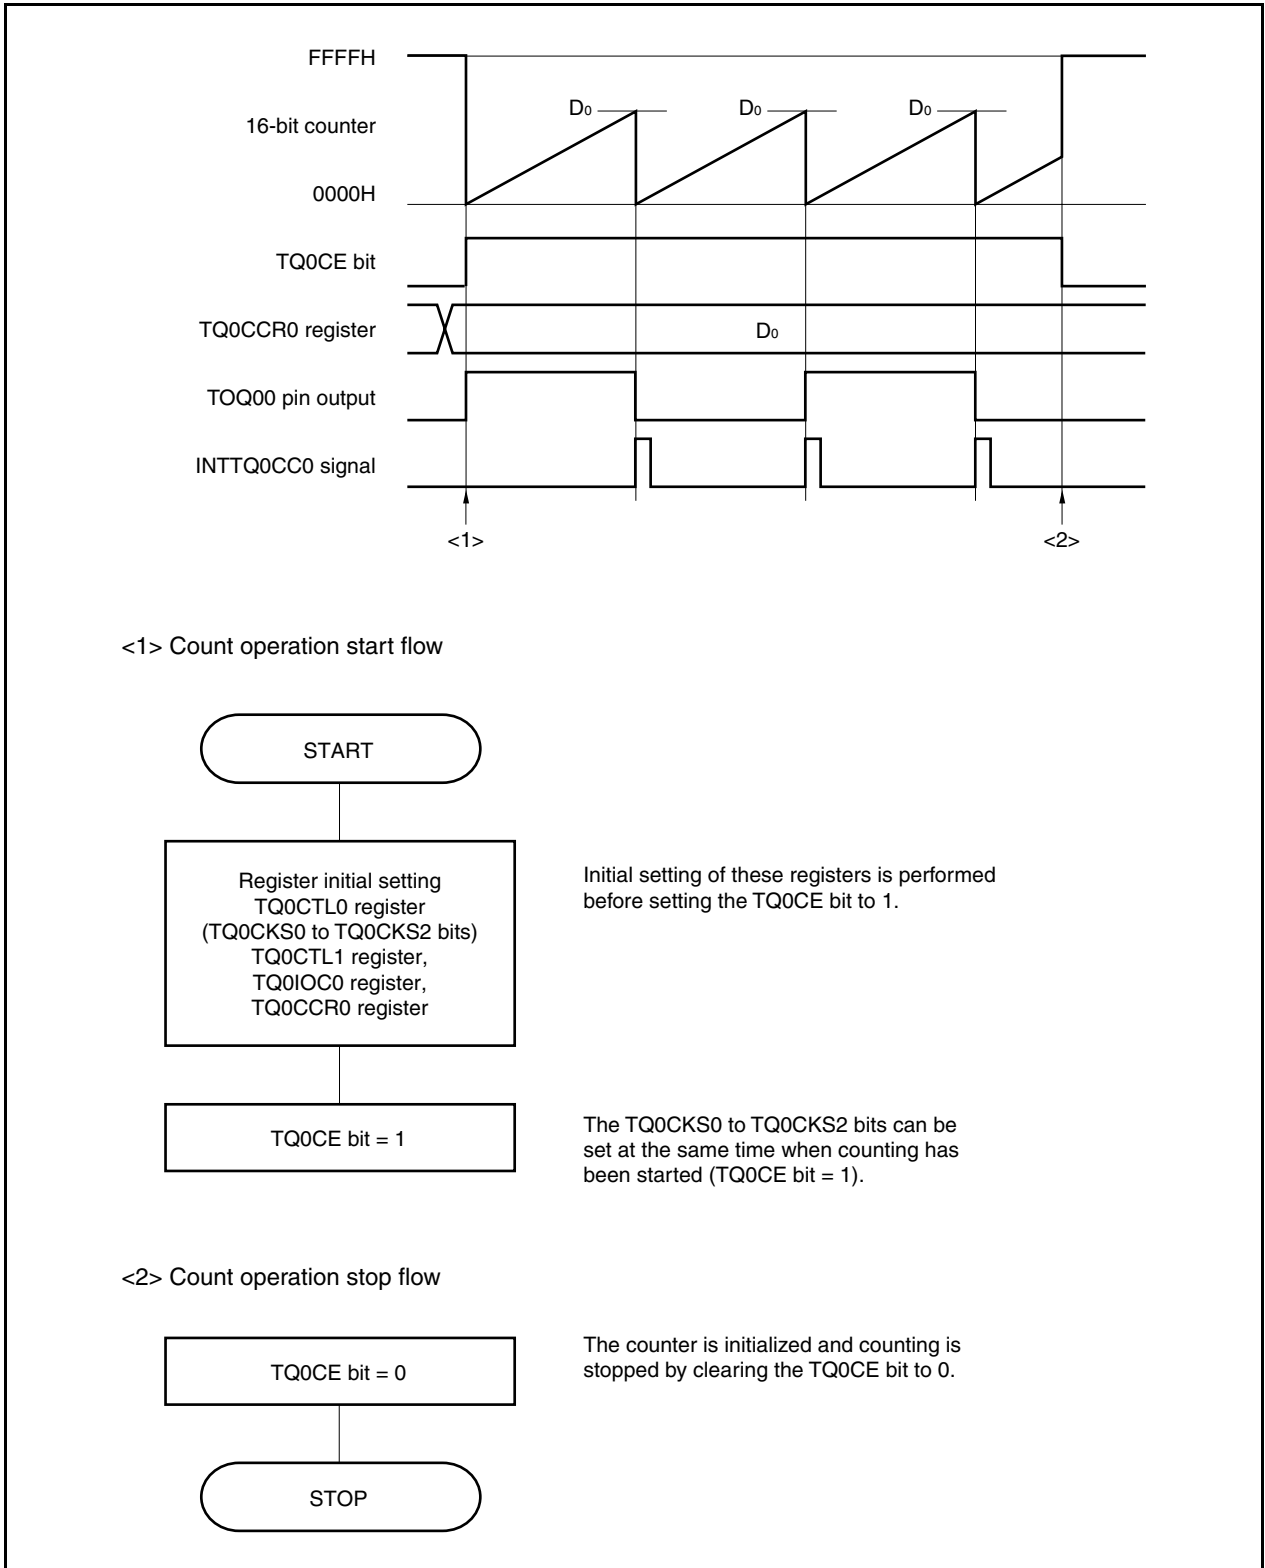 FFFFH
D0 D0 D0
16-bit counter
0000H
TQ0CE bit
TQ0CCR0 register
D0
TOQ00 pin output
INTTQ0CC0 signal
<1> <2>
<1> Count operation start flow
START
Register initial setting
TQ0CTL0 register
(TQ0CKS0 to TQ0CKS2 bits)
TQ0CTL1 register,
TQ0IOC0 register,
TQ0CCR0 register
Initial setting of these registers is performed
before setting the TQ0CE bit to 1.
TQ0CE bit = 1
The TQ0CKS0 to TQ0CKS2 bits can be
set at the same time when counting has
been started (TQ0CE bit = 1).
<2> Count operation stop flow
TQ0CE bit = 0
The counter is initialized and counting is
stopped by clearing the TQ0CE bit to 0.
STOP